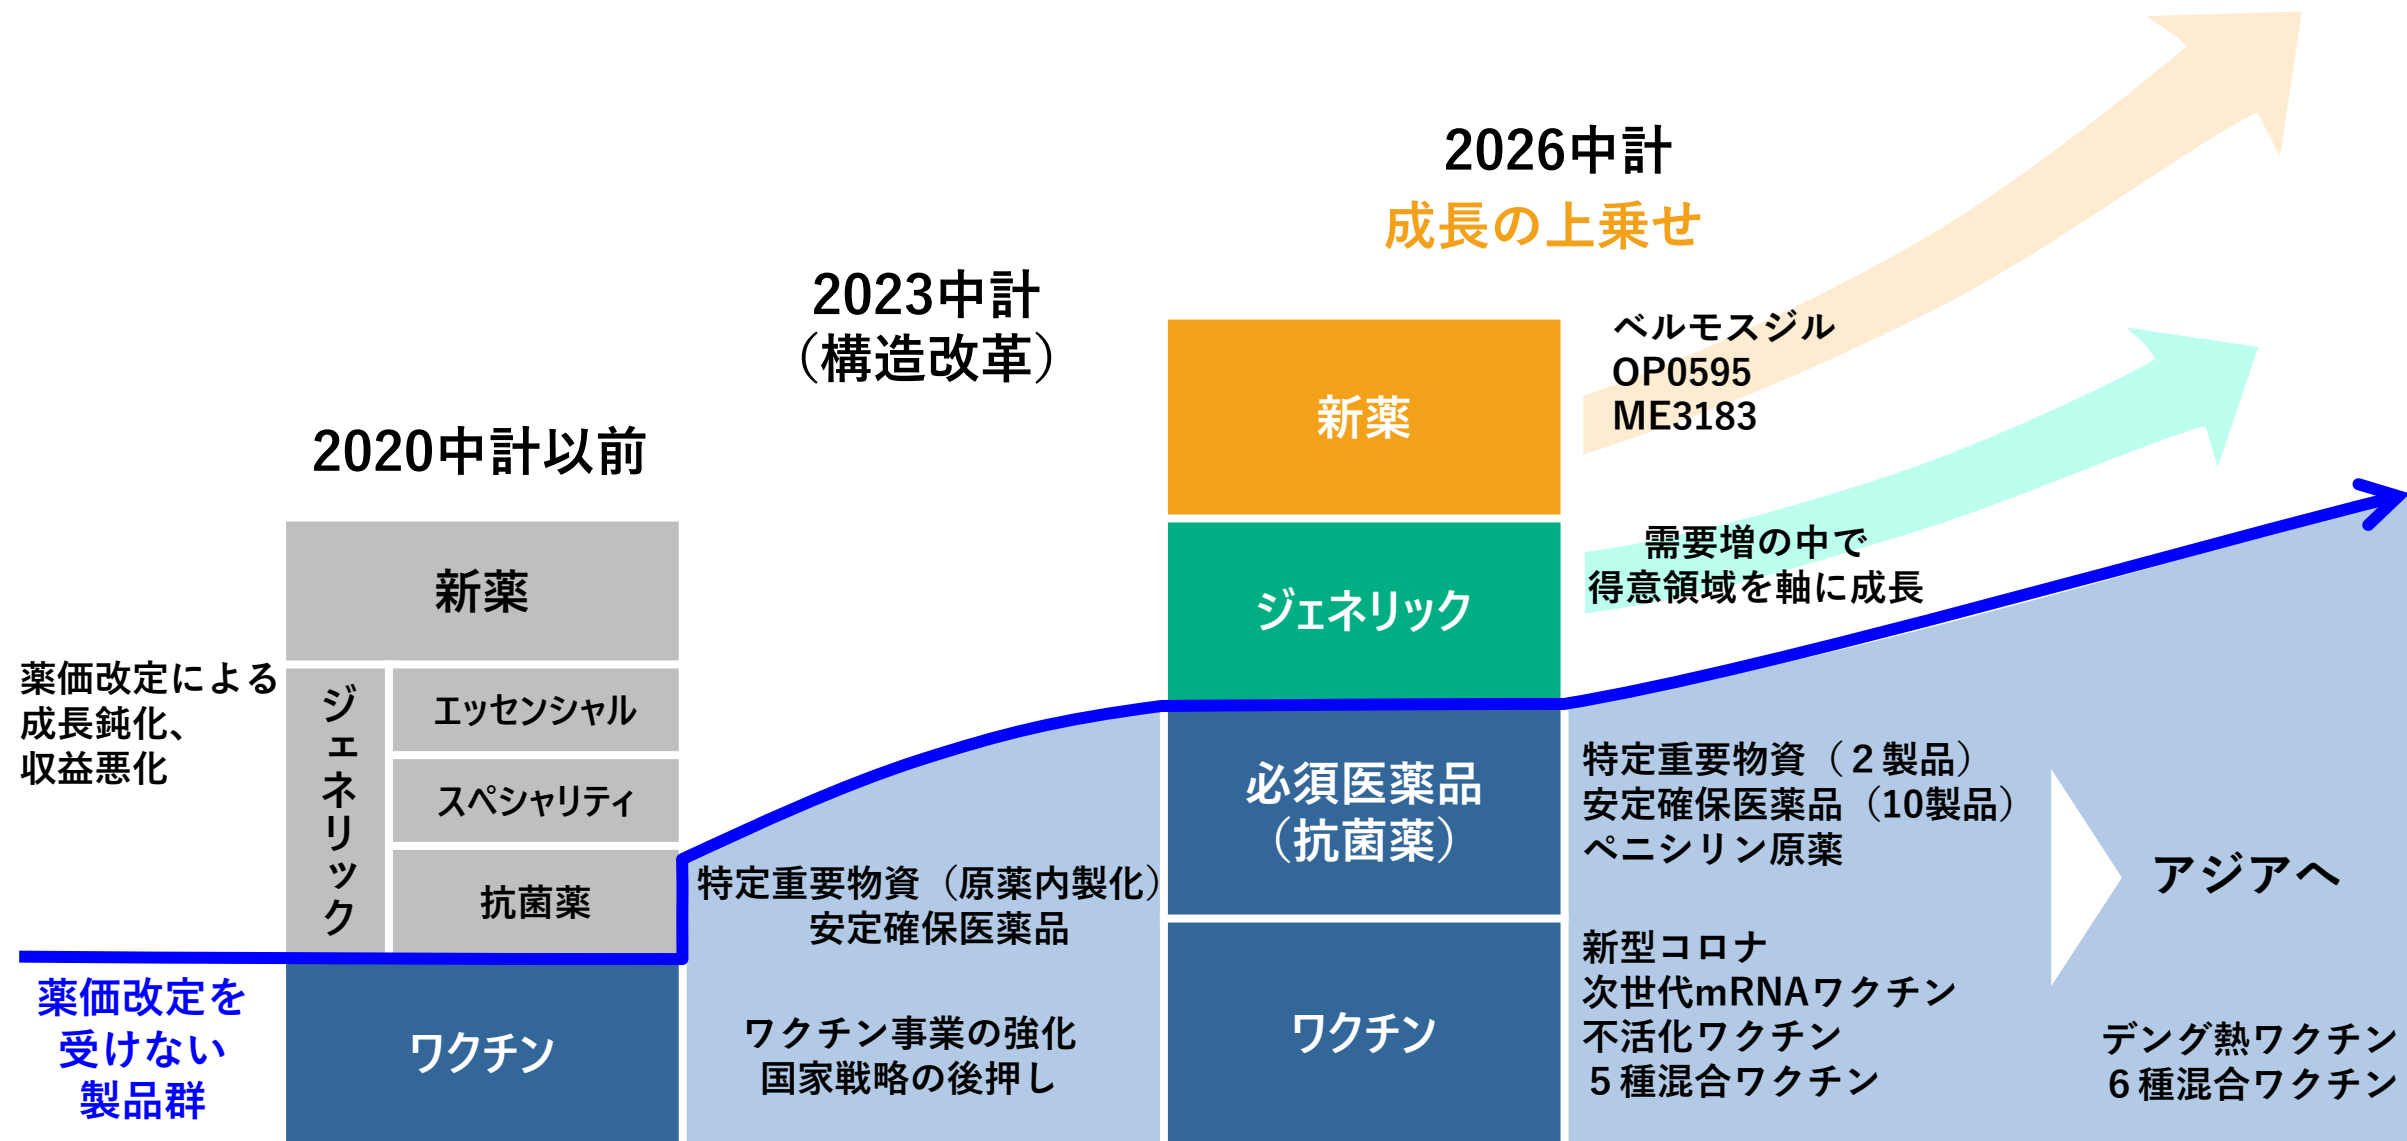 2020中計以前
新薬
ジェネリック
エッセンシャル
スペシャリティ
抗菌薬
ワクチン
薬価改定による
成長鈍化、
収益悪化
薬価改定を
受けない
製品群
2023中計
（構造改革）
特定重要物資（原薬内製化）
安定確保医薬品
ワクチン事業の強化
国家戦略の後押し
2026中計
成長の上乗せ
新薬
ジェネリック
必須医薬品
（抗菌薬）
ワクチン
ベルモスジル
OP0595
ME3183
需要増の中で
得意領域を軸に成長
特定重要物資（２製品）
安定確保医薬品（10製品）
ペニシリン原薬
新型コロナ
次世代mRNAワクチン
不活化ワクチン
５種混合ワクチン
アジアへ
デング熱ワクチン
６種混合ワクチン